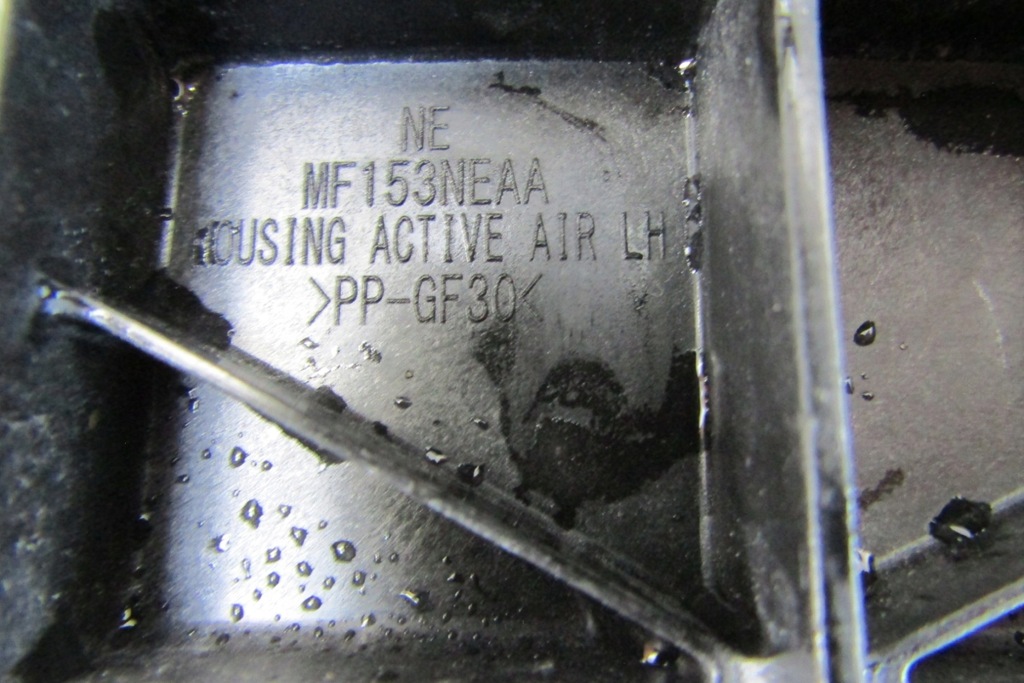 NE
MF153NEAA
HOUSING ACTIVE AIR LH
>PP-GF30<